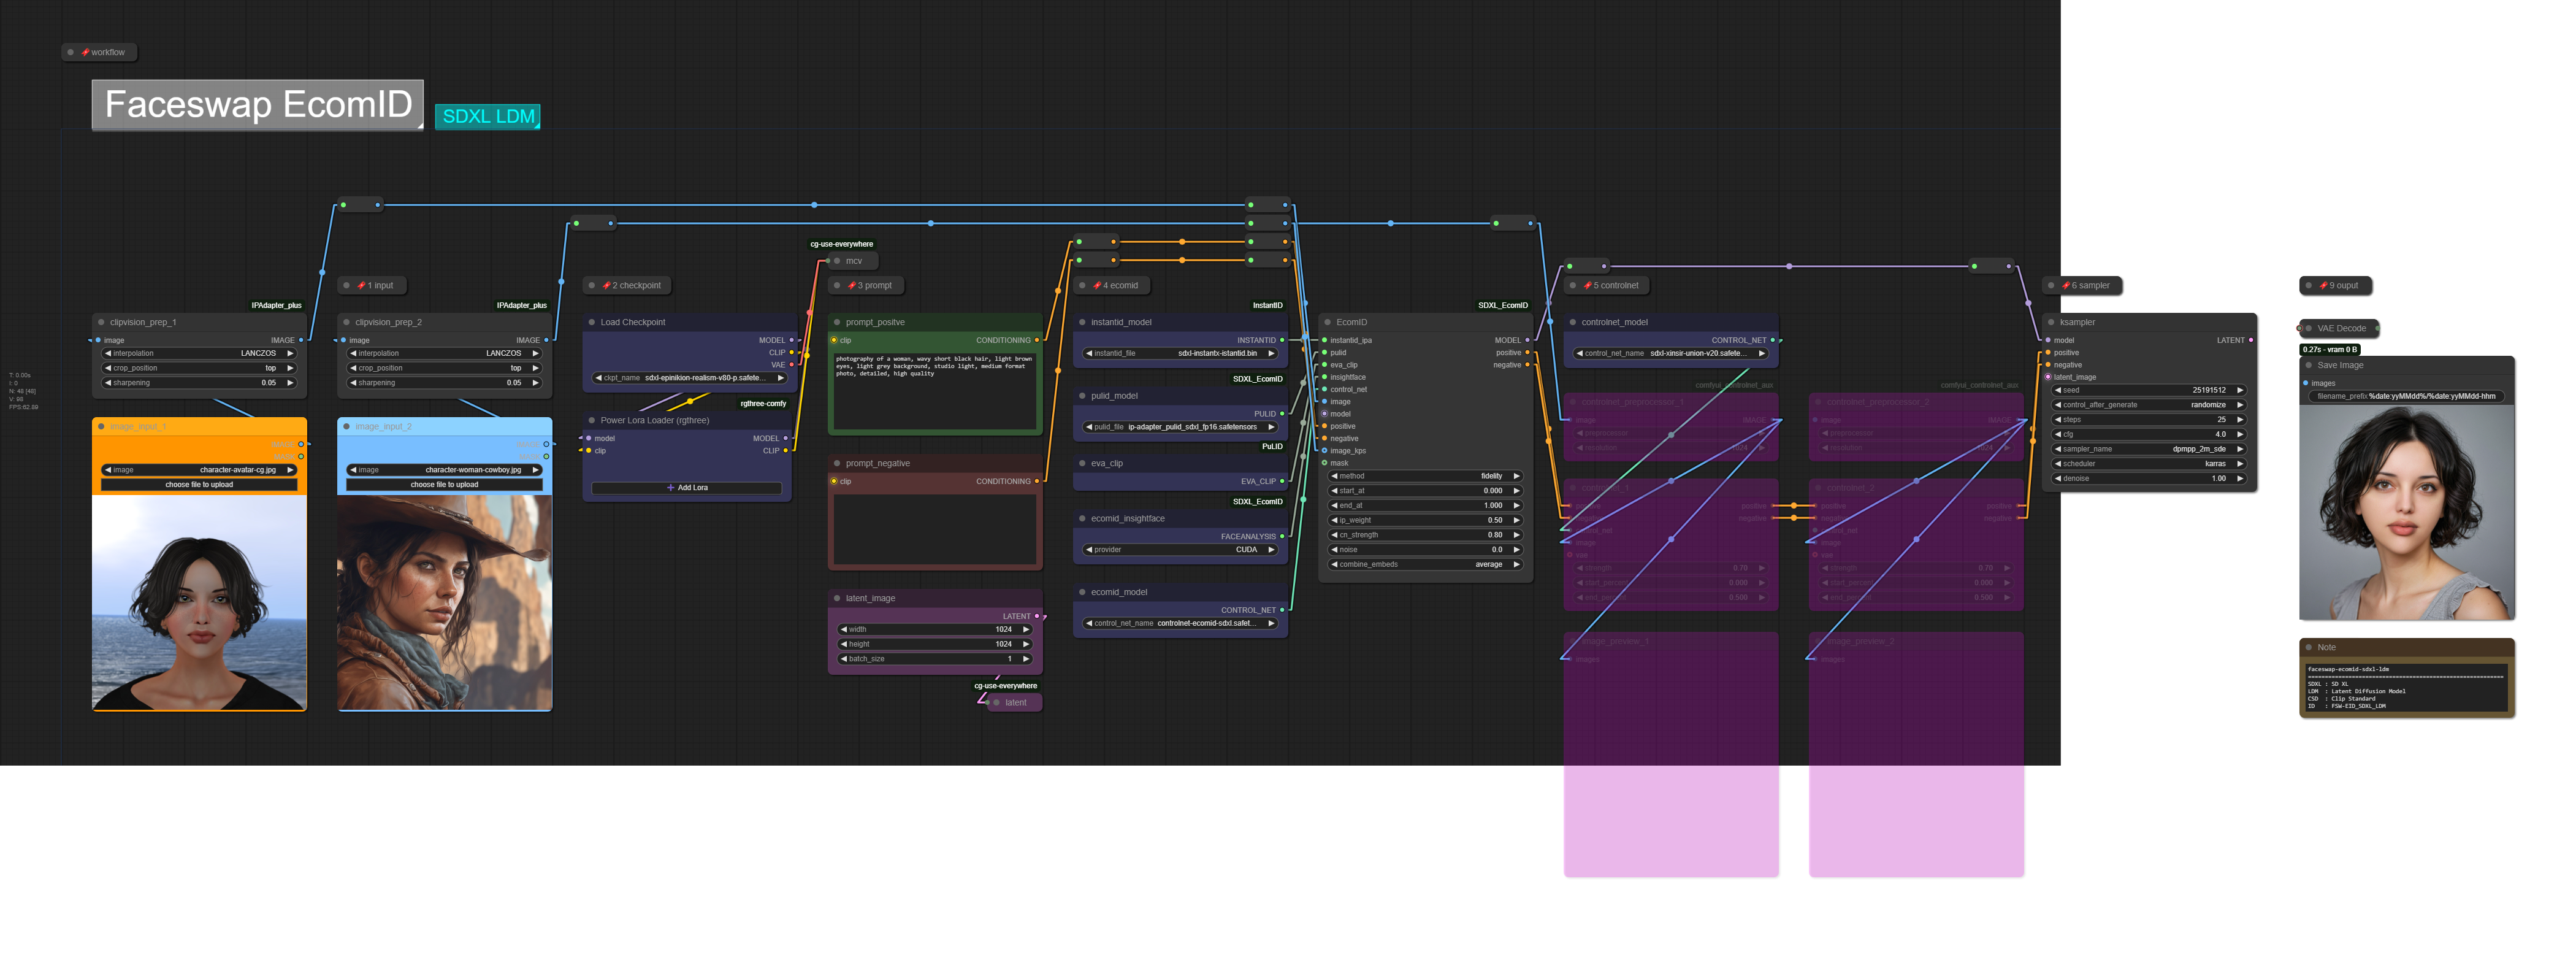 workflow
Faceswap EcomID
SDXL LDM
T: 0.00s
I: 0
N: 48 [48]
V: 98
FPS:62.89
IPAdapter_plus
clipvision_prep_1
image
IMAGE
interpolation LANCZOS
crop_position top
sharpening 0.05
image_input_1
IMAGE
MASK
image character-avatar-cg.jpg
choose file to upload
1 input
IPAdapter_plus
clipvision_prep_2
image
IMAGE
interpolation LANCZOS
crop_position top
sharpening 0.05
image_input_2
IMAGE
MASK
image character-woman-cowboy.jpg
choose file to upload
2 checkpoint
Load Checkpoint
MODEL
CLIP
VAE
ckpt_name sdxl-epinikion-realism-v80-p.safete...
rgthree-comfy
Power Lora Loader (rgthree)
model
MODEL
clip
CLIP
+ Add Lora
cg-use-everywhere
mcv
3 prompt
prompt_positve
clip
CONDITIONING
photography of a woman, wavy short black hair, light brown
eyes, light grey background, studio light, medium format
photo, detailed, high quality
prompt_negative
clip
CONDITIONING
latent_image
LATENT
width 1024
height 1024
batch_size 1
cg-use-everywhere
latent
4 ecomid
InstantID
instantid_model
INSTANTID
instantid_file sdxl-instantx-istantid.bin
SDXL_EcomID
pulid_model
PULID
pulid_file ip-adapter_pulid_sdxl_fp16.safetensors
PuLID
eva_clip
EVA_CLIP
SDXL_EcomID
ecomid_insightface
FACEANALYSIS
provider CUDA
ecomid_model
CONTROL_NET
control_net_name controlnet-ecomid-sdxl.safet...
SDXL_EcomID
EcomID
instantid_ipa
MODEL
pulid
positive
eva_clip
negative
insightface
control_net
image
model
positive
negative
image_kps
mask
method fidelity
start_at 0.000
end_at 1.000
ip_weight 0.50
cn_strength 0.80
noise 0.0
combine_embeds average
5 controlnet
controlnet_model
CONTROL_NET
control_net_name sdxl-xinsir-union-v20.safete...
comfyui_controlnet_aux
controlnet_preprocessor_1
image
IMAGE
preprocessor
resolution 1024
controlnet_1
positive
positive
negative
negative
control_net
image
vae
strength 0.70
start_percent 0.000
end_percent 0.500
image_preview_1
images
comfyui_controlnet_aux
controlnet_preprocessor_2
image
IMAGE
preprocessor
resolution 1024
controlnet_2
positive
positive
negative
negative
control_net
image
vae
strength 0.70
start_percent 0.000
end_percent 0.500
image_preview_2
images
6 sampler
ksampler
model
LATENT
positive
negative
latent_image
seed 25191512
control_after_generate randomize
steps 25
cfg 4.0
sampler_name dpmpp_2m_sde
scheduler karras
denoise 1.00
9 ouput
VAE Decode
0.27s - vram 0 B
Save Image
images
filename_prefix %date:yyMMdd%/%date:yyMMdd-hhm
Note
faceswap-ecomid-sdxl-ldm
SDXL : SD XL
LDM : Latent Diffusion Model
CSD : Clip Standard
ID : FSW-EID_SDXL_LDM